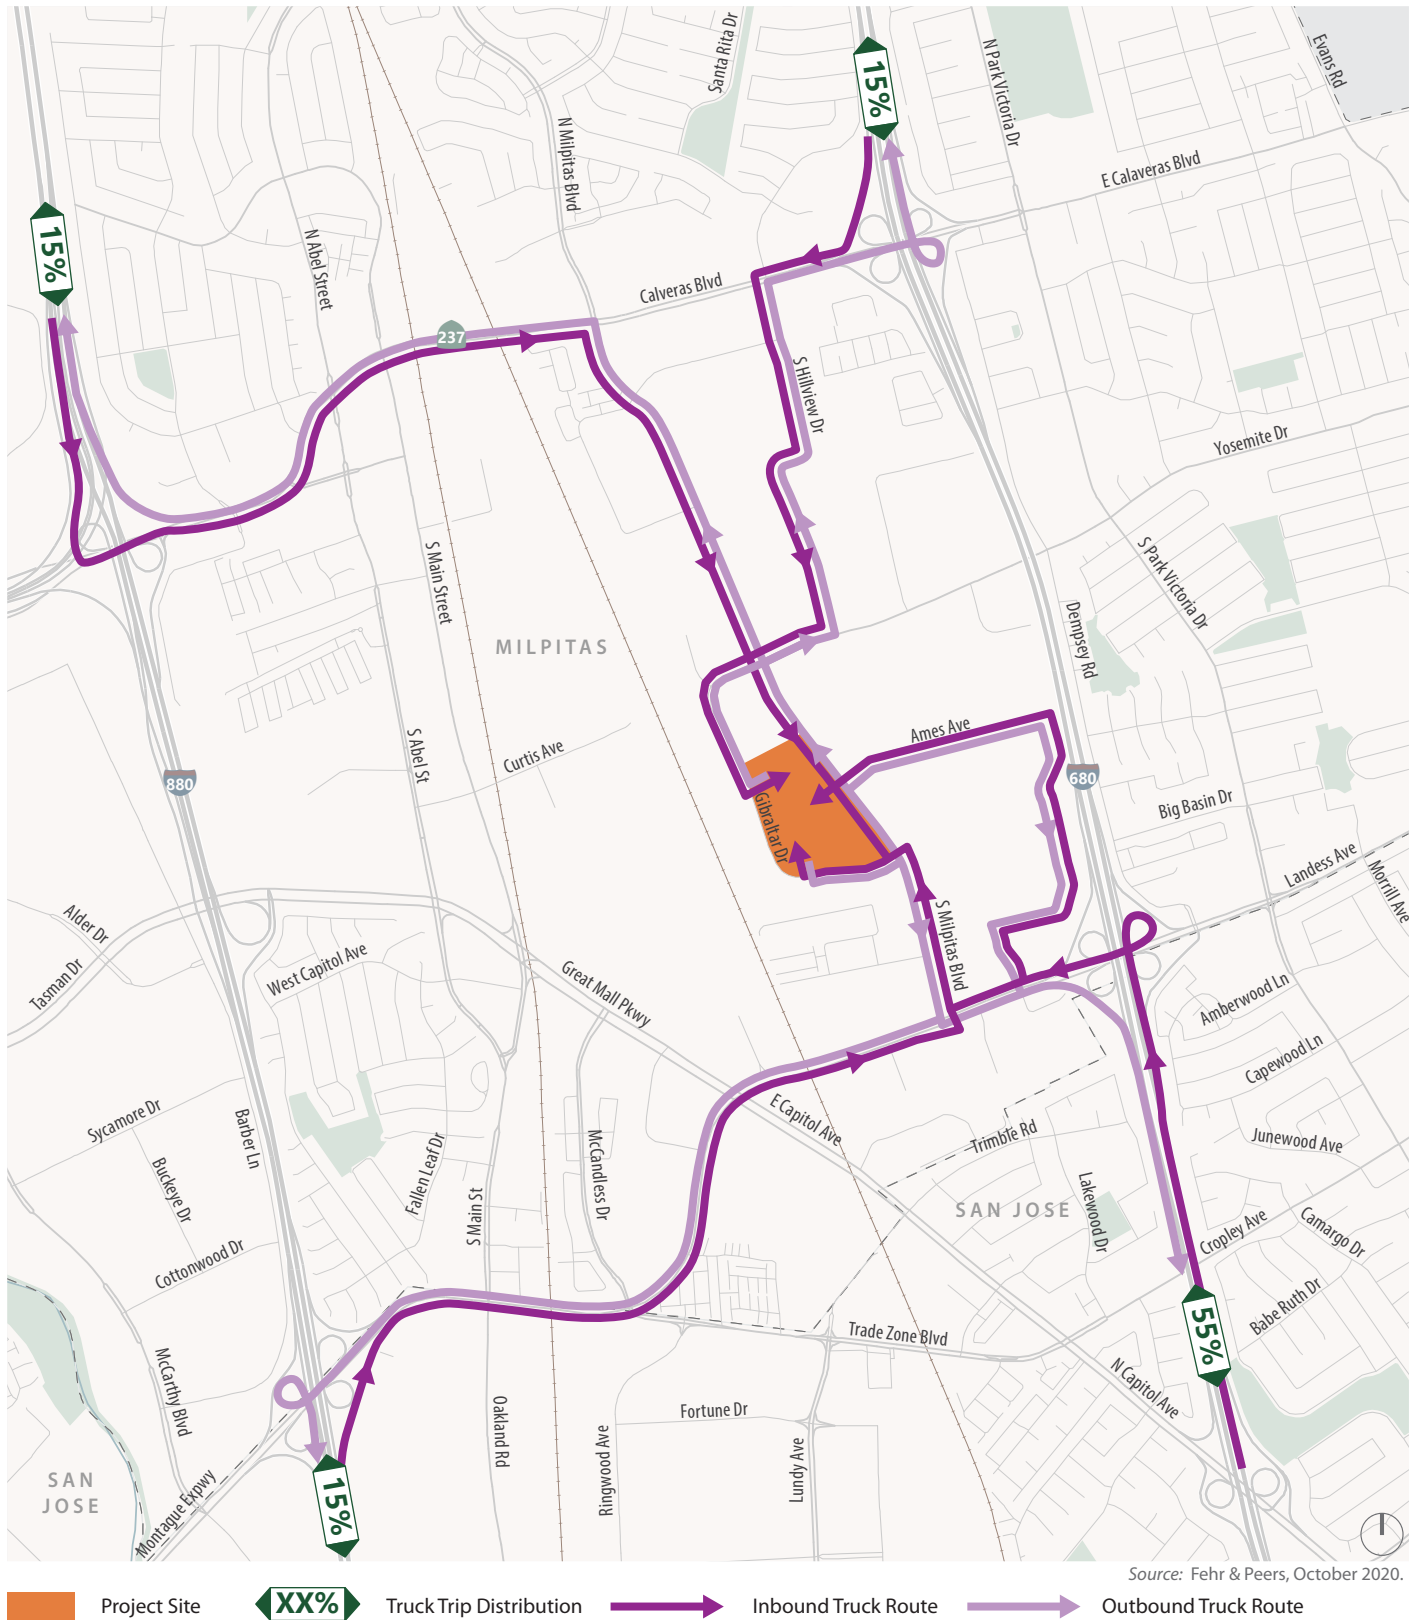 Santa Rita Dr
15%
N Park Victoria Dr
Evans Rd
N Milpitas Blvd
E Calaveras Blvd
15%
N Abel Street
Calveras Blvd
237
S Hillview Dr
Yosemite Dr
S Main Street
S Park Victoria Dr
MILPITAS
Dempsey Rd
Ames Ave
S Abel St
Curtis Ave
880
680
Gibraltar Dr
Big Basin Dr
Landess Ave
Morrill Ave
Alder Dr
Tasman Dr
West Capitol Ave
Great Mall Pkwy
S Milpitas Blvd
Amberwood Ln
Capewood Ln
Sycamore Dr
Barber Ln
E Capitol Ave
Trimble Rd
Junewood Ave
Buckeye Dr
Fallen Leaf Dr
McCandless Dr
S Main St
SAN JOSE
Lakewood Dr
Cropley Ave
Camargo Dr
Cottonwood Dr
Babe Ruth Dr
55%
Trade Zone Blvd
McCarthy Blvd
N Capitol Ave
Oakland Rd
Fortune Dr
Ringwood Ave
Lundy Ave
SAN
JOSE
Montague Expwy
15%
Source: Fehr & Peers, October 2020.
Project Site
XX%
Truck Trip Distribution
Inbound Truck Route
Outbound Truck Route